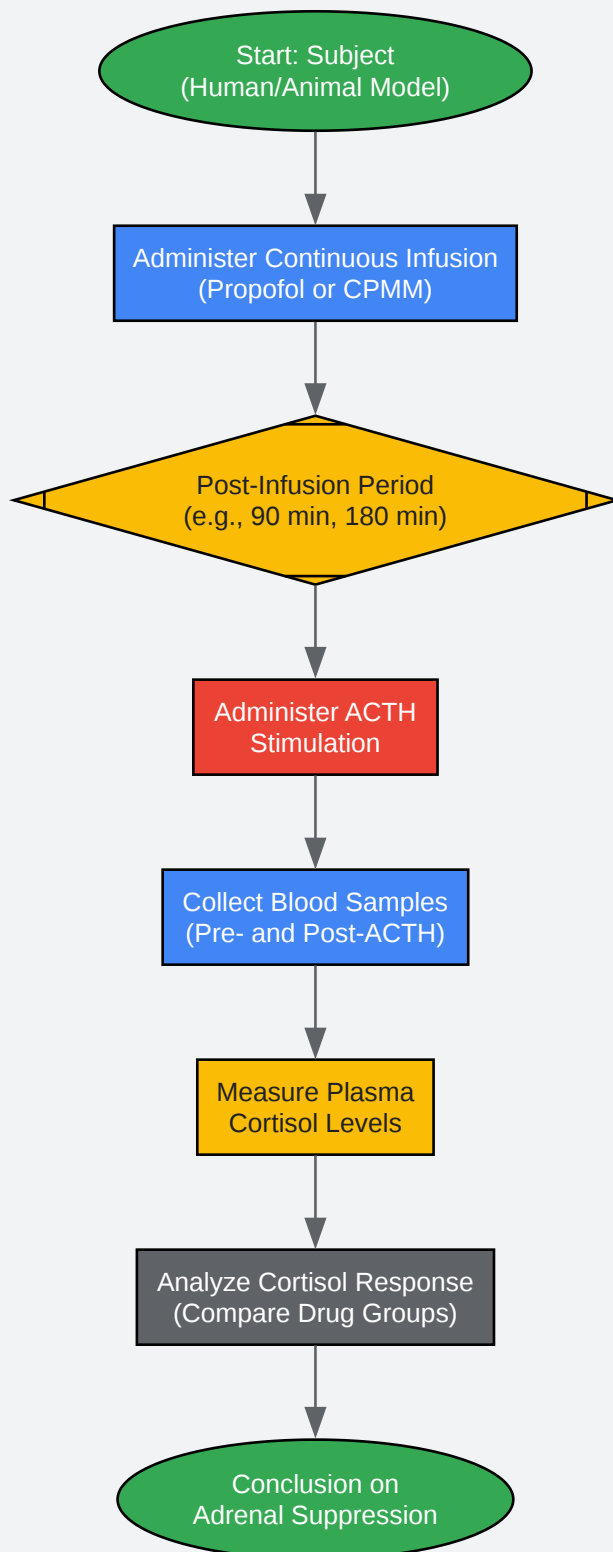 Start: Subject
(Human/Animal Model)
Administer Continuous Infusion
(Propofol or CPMM)
Post-Infusion Period
(e.g., 90 min, 180 min)
Administer ACTH
Stimulation
Collect Blood Samples
(Pre- and Post-ACTH)
Measure Plasma
Cortisol Levels
Analyze Cortisol Response
(Compare Drug Groups)
Conclusion on
Adrenal Suppression